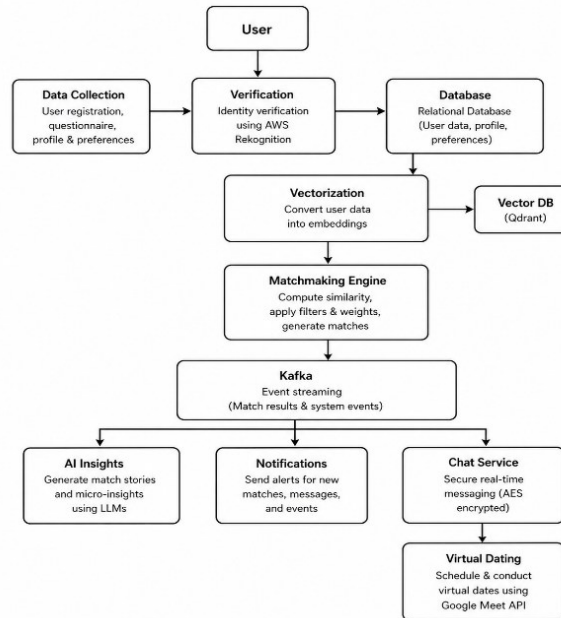 User
Data Collection
User registration,
questionnaire,
profile & preferences
Verification
Identity verification
using AWS
Rekognition
Database
Relational Database
(User data, profile,
preferences)
Vectorization
Convert user data
into embeddings
Vector DB
(Qdrant)
Matchmaking Engine
Compute similarity,
apply filters & weights,
generate matches
Kafka
Event streaming
(Match results & system events)
AI Insights
Generate match stories
and micro-insights
using LLMs
Notifications
Send alerts for new
matches, messages,
and events
Chat Service
Secure real-time
messaging (AES
encrypted)
Virtual Dating
Schedule & conduct
virtual dates using
Google Meet API